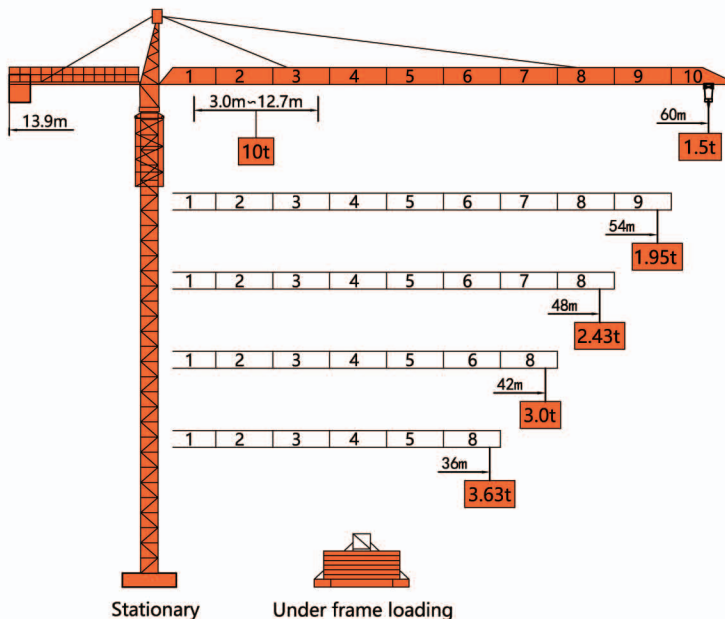 1 2 3 4 5 6 7 8 9 10
13.9m
3.0m~12.7m
60m
10t
1.5t
1 2 3 4 5 6 7 8 9
54m
1.95t
1 2 3 4 5 6 7 8
48m
2.43t
1 2 3 4 5 6 8
42m
3.0t
1 2 3 4 5 8
36m
3.63t
Stationary
Under frame loading